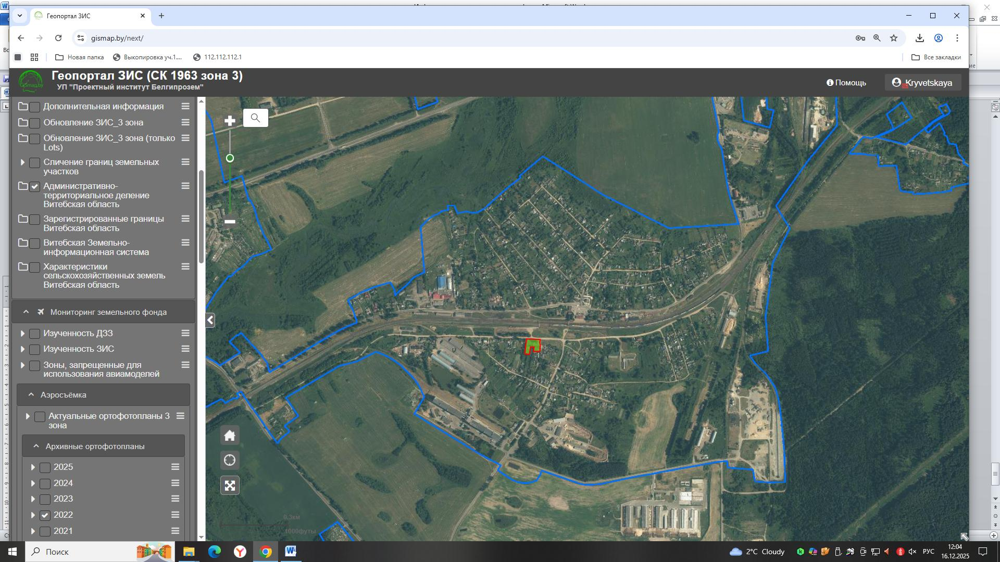 Геопортал ЗИС
gismap.by/next/
Новая папка
Выкопировка уч.1....
112.112.112.1
Все закладки
Gismap.by
Геопортал ЗИС (СК 1963 зона 3)
УП "Проектный институт Белгипрозем"
Помощь
Kryvetskaya
Дополнительная информация
Обновление ЗИС_3 зона
Обновление ЗИС_3 зона (только
Lots)
Сличение границ земельных
участков
Административно-
территориальное деление
Витебская область
Зарегистрированные границы
Витебская область
Витебская Земельно-
информационная система
Характеристики
сельскохозяйственных земель
Витебская область
Мониторинг земельного фонда
Изученность ДЗЗ
Изученность ЗИС
Зоны, запрещенные для
использования авиамоделей
Аэросъёмка
Актуальные ортофотопланы 3
зона
Архивные ортофотопланы
2025
2024
2023
2022
2021
0.3км
1000футы
Поиск
2°C Cloudy
РУС
12:04
16.12.2025